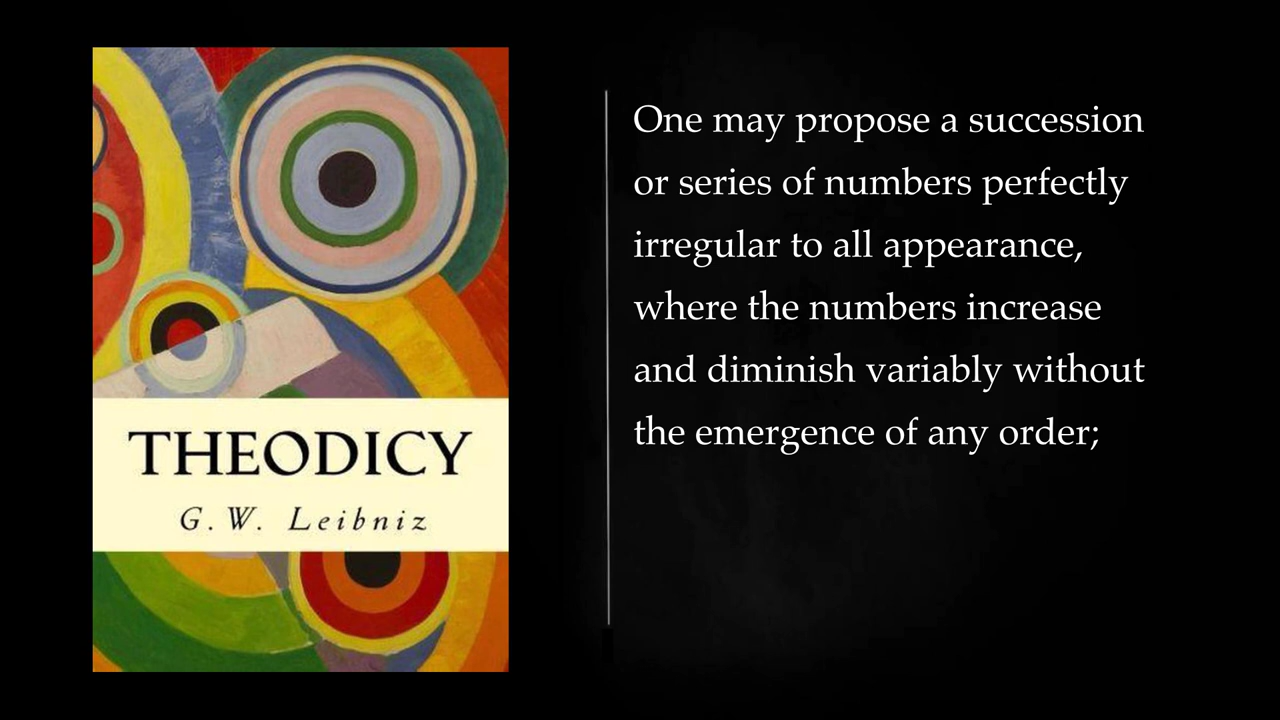 THEODICY
G. W. Leibniz
One may propose a succession
or series of numbers perfectly
irregular to all appearance,
where the numbers increase
and diminish variably without
the emergence of any order;